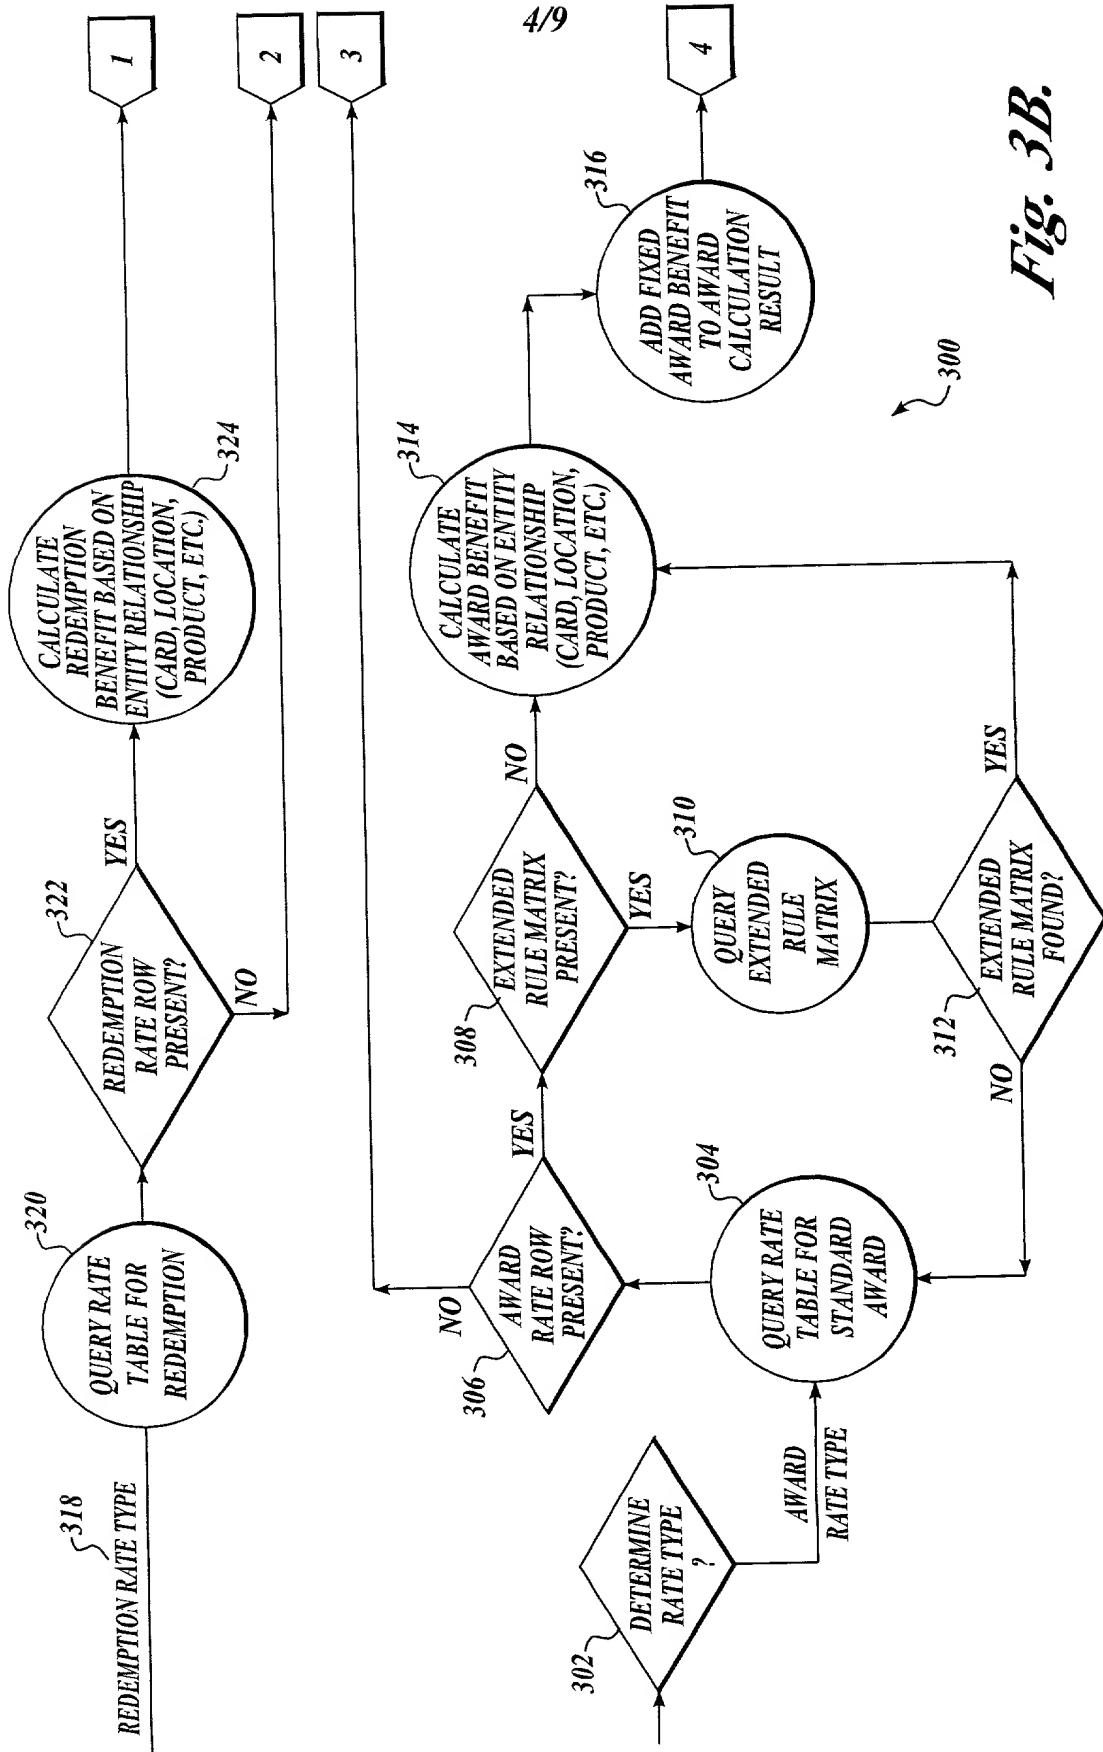 4/9
REDEMPTION RATE TYPE
318
QUERY RATE
TABLE FOR
REDEMPTION
320
REDEMPTION
RATE ROW
PRESENT?
322
YES
NO
CALCULATE
REDEMPTION
BENEFIT BASED ON
ENTITY RELATIONSHIP
(CARD, LOCATION,
PRODUCT, ETC.)
324
1
2
3
DETERMINE
RATE TYPE
?
302
AWARD
RATE TYPE
QUERY RATE
TABLE FOR
STANDARD
AWARD
304
AWARD
RATE ROW
PRESENT?
306
NO
YES
EXTENDED
RULE MATRIX
PRESENT?
308
NO
YES
QUERY
EXTENDED
RULE
MATRIX
310
EXTENDED
RULE MATRIX
FOUND?
312
NO
YES
CALCULATE
AWARD BENEFIT
BASED ON ENTITY
RELATIONSHIP
(CARD, LOCATION,
PRODUCT, ETC.)
314
ADD FIXED
AWARD BENEFIT
TO AWARD
CALCULATION
RESULT
316
4
300
Fig. 3B.